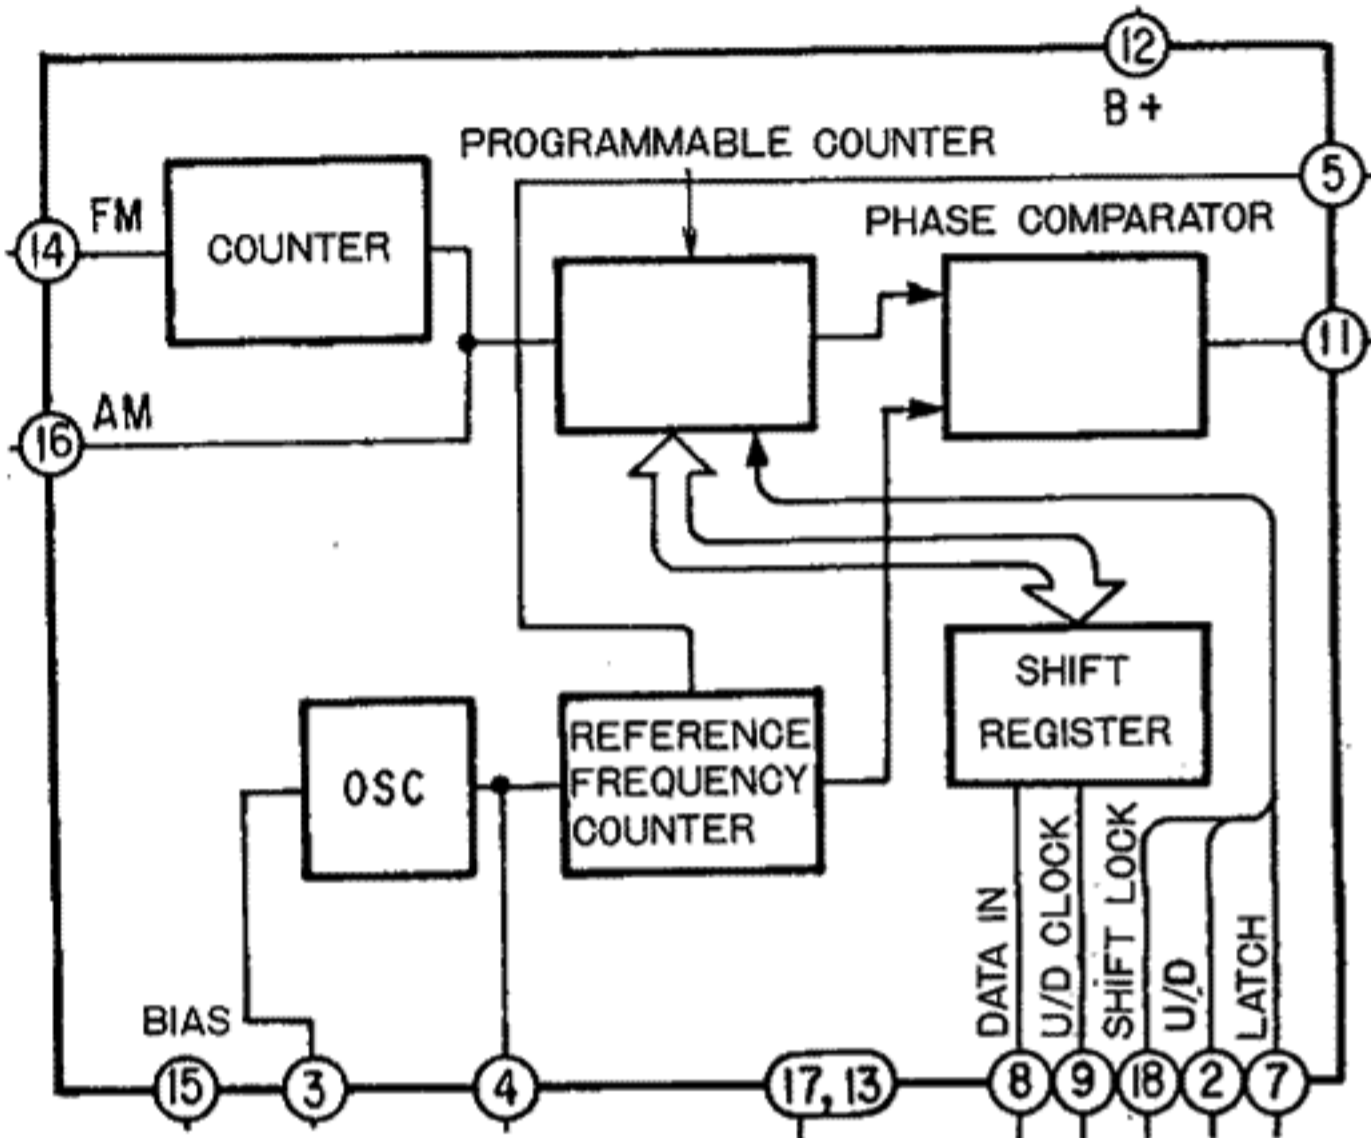 12
B +
PROGRAMMABLE COUNTER
5
PHASE COMPARATOR
FM
14
COUNTER
11
AM
16
SHIFT
REGISTER
OSC
REFERENCE
FREQUENCY
COUNTER
DATA IN
U/D CLOCK
SHIFT LOCK
U/D
LATCH
BIAS
15
3
4
17, 13
8
9
18
2
7